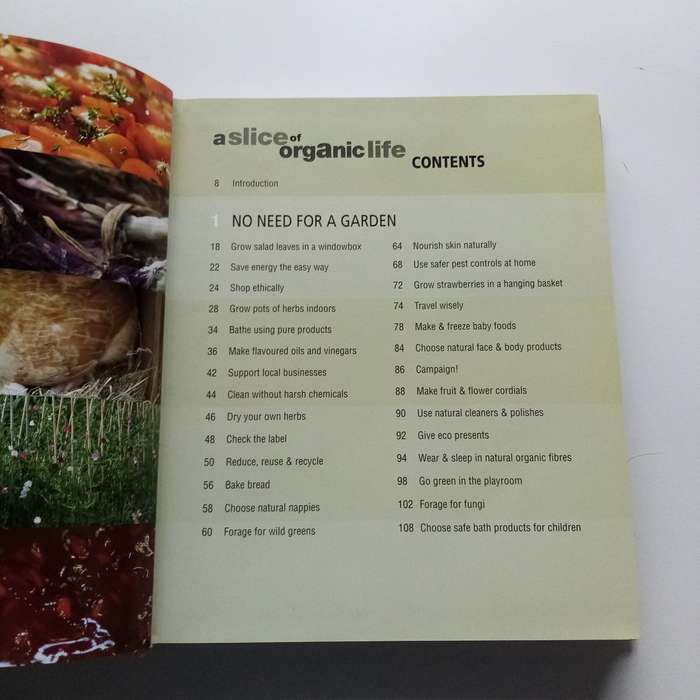 a slice of
organic life CONTENTS
8 Introduction
1 NO NEED FOR A GARDEN
18 Grow salad leaves in a windowbox
22 Save energy the easy way
24 Shop ethically
28 Grow pots of herbs indoors
34 Bathe using pure products
36 Make flavoured oils and vinegars
42 Support local businesses
44 Clean without harsh chemicals
46 Dry your own herbs
48 Check the label
50 Reduce, reuse & recycle
56 Bake bread
58 Choose natural nappies
60 Forage for wild greens
64 Nourish skin naturally
68 Use safer pest controls at home
72 Grow strawberries in a hanging basket
74 Travel wisely
78 Make & freeze baby foods
84 Choose natural face & body products
86 Campaign!
88 Make fruit & flower cordials
90 Use natural cleaners & polishes
92 Give eco presents
94 Wear & sleep in natural organic fibres
98 Go green in the playroom
102 Forage for fungi
108 Choose safe bath products for children